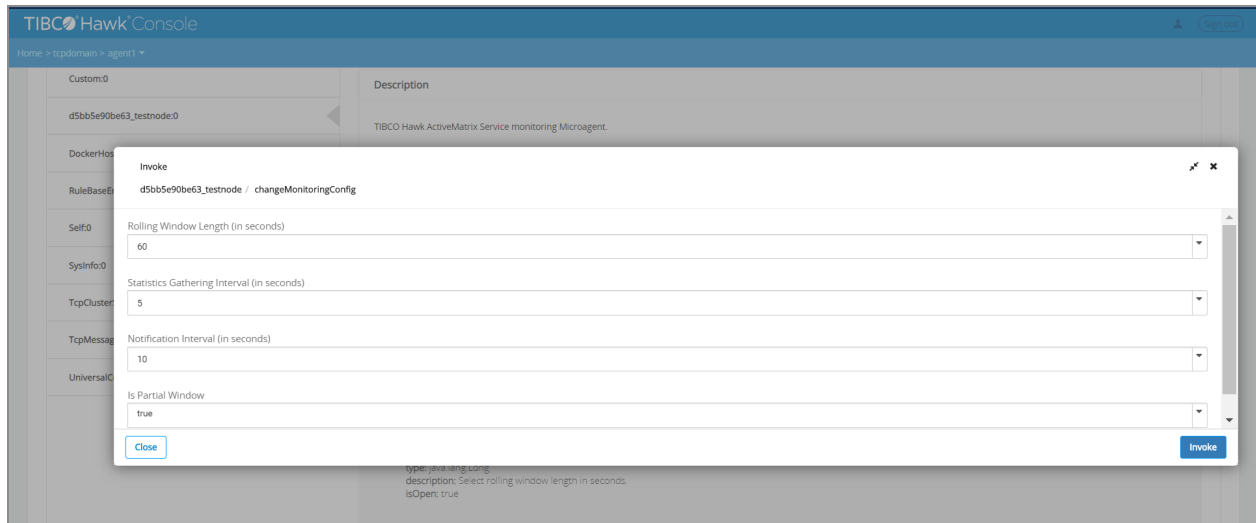 TIBCO Hawk Console
Sign out
Home > tcpdomain > agent1
Custom:0
d5bb5e90be63_testnode:0
DockerHos
RuleBaseE
Self:0
SysInfo:0
TcpCluster
TcpMessag
UniversalC
Description
TIBCO Hawk ActiveMatrix Service monitoring Microagent.
Invoke
d5bb5e90be63_testnode / changeMonitoringConfig
Rolling Window Length (in seconds)
60
Statistics Gathering Interval (in seconds)
5
Notification Interval (in seconds)
10
Is Partial Window
true
Close
Invoke
type: java.lang.Long
description: Select rolling window length in seconds.
isOpen: true